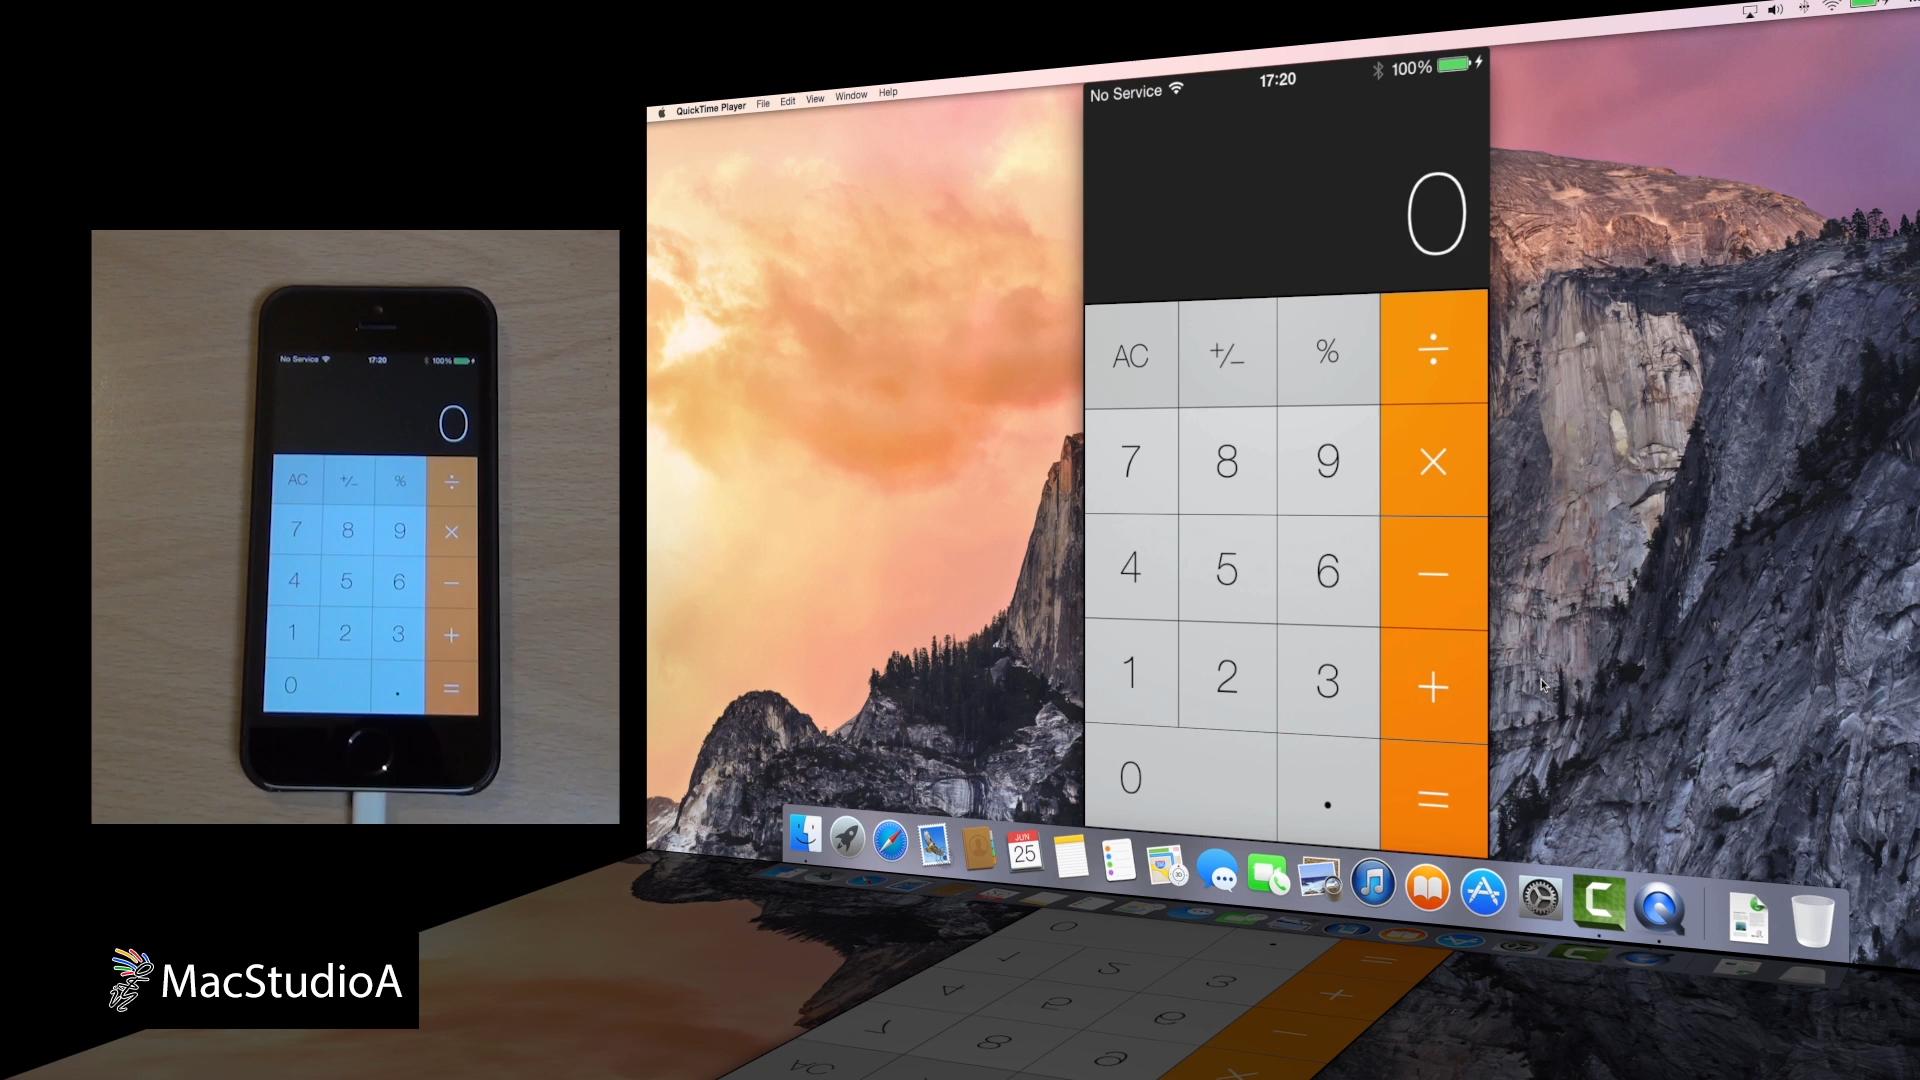 No Service 17:20 100%
0
AC +/− % ÷
7 8 9 ×
4 5 6 −
1 2 3 +
0 . =
QuickTime Player File Edit View Window Help
No Service 17:20 100%
0
AC +/− % ÷
7 8 9 ×
4 5 6 −
1 2 3 +
0 . =
JUN
25
MacStudioA